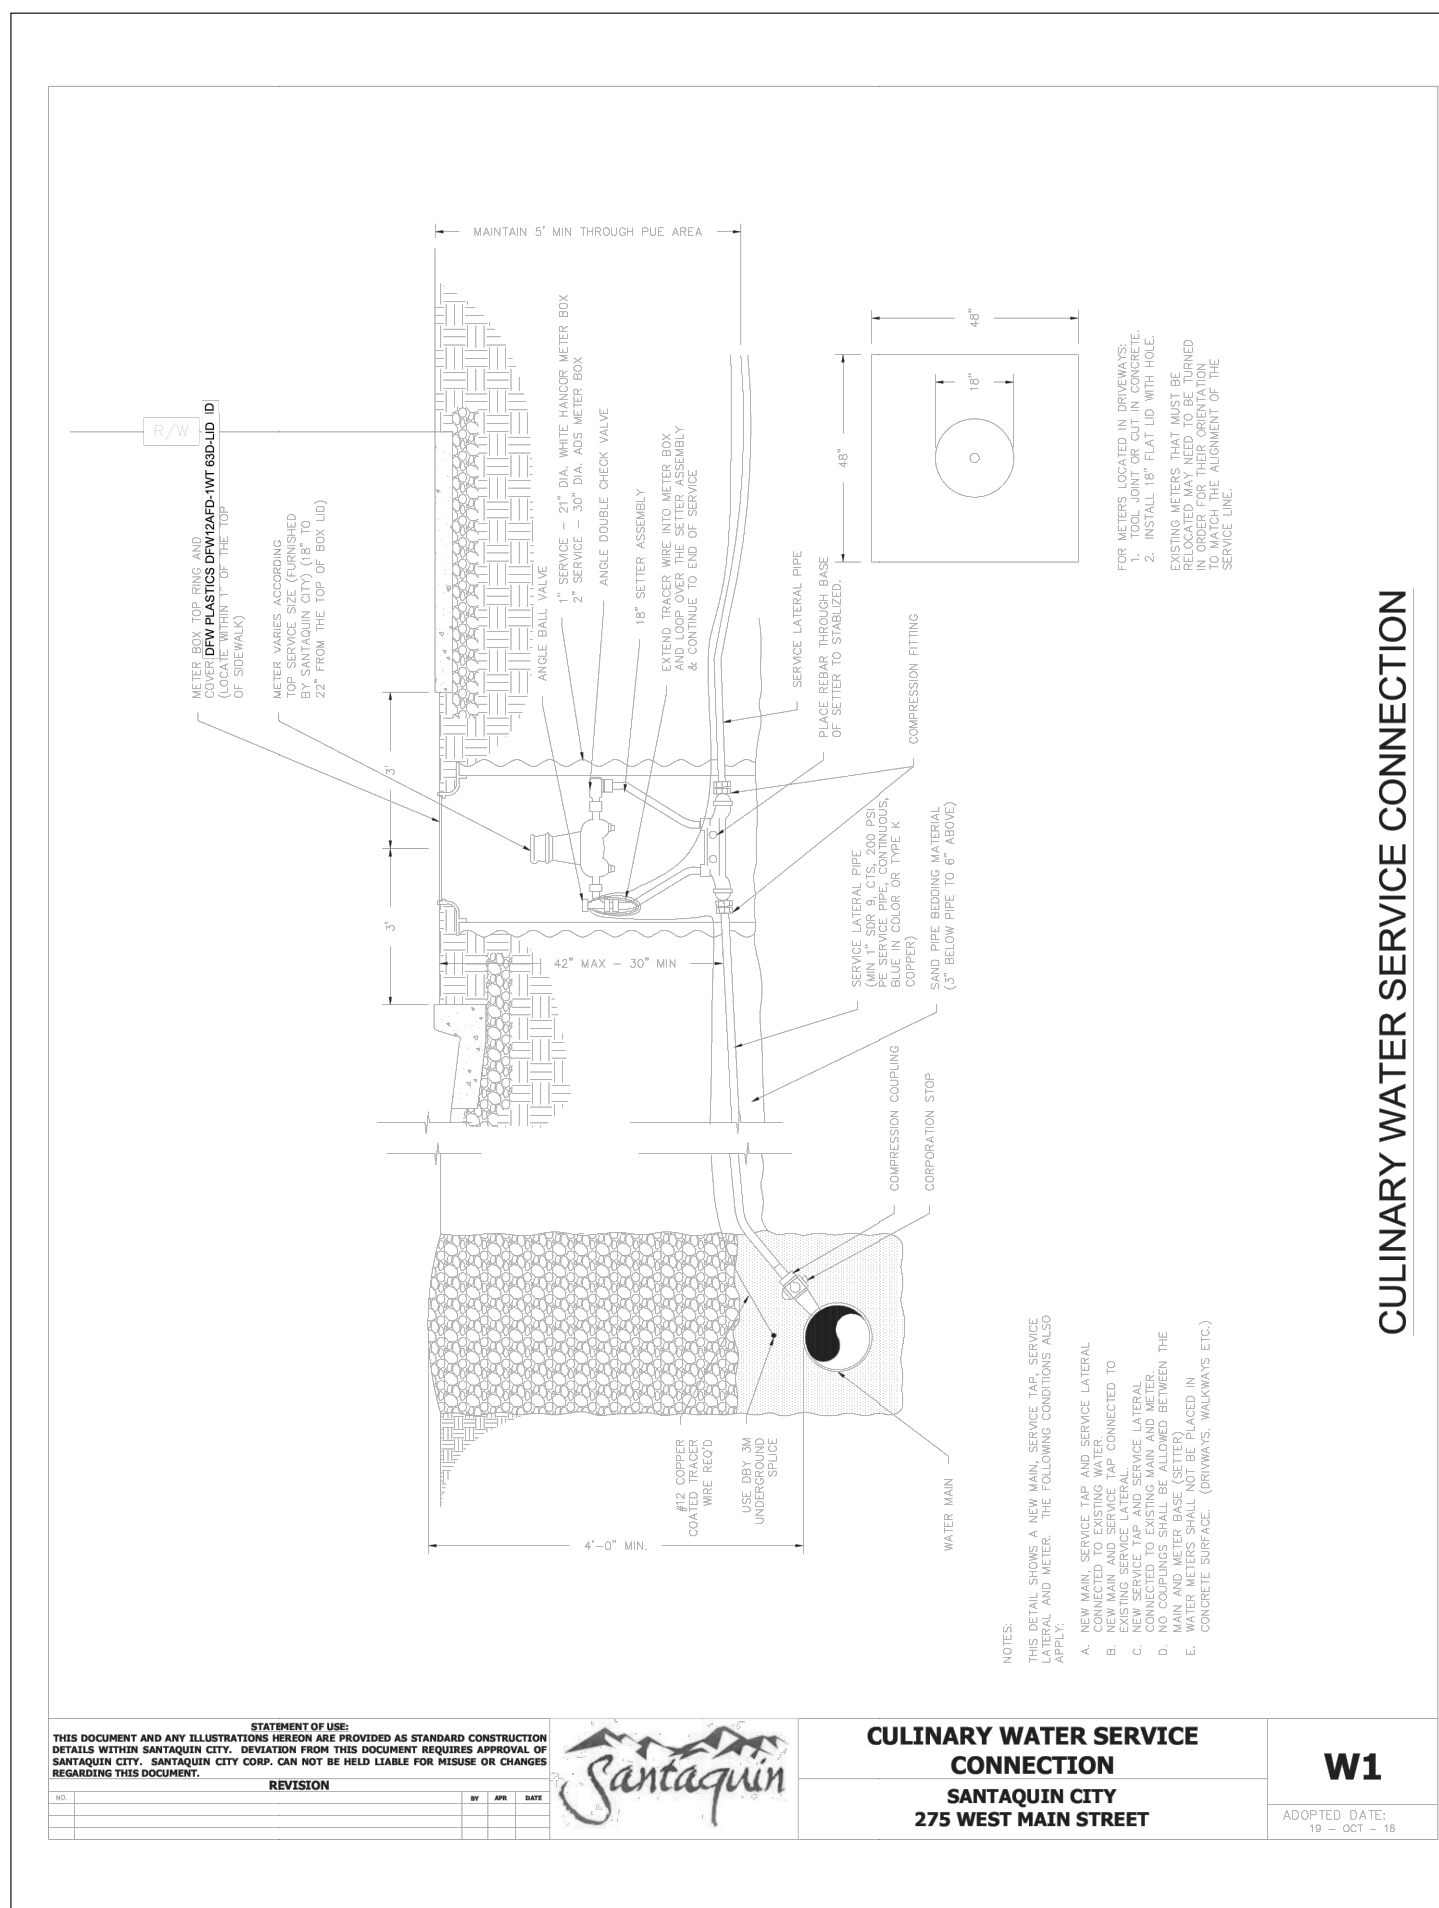 MAINTAIN 5' MIN THROUGH PUE AREA
R/W
METER BOX TOP RING AND
COVER DFW PLASTICS DFW12AFD-1WT 63D-LID ID
(LOCATE WITHIN 1" OF THE TOP
OF SIDEWALK)
METER VARIES ACCORDING
TOP SERVICE SIZE (FURNISHED
BY SANTAQUIN CITY) (18" TO
22" FROM THE TOP OF BOX LID)
3'
3'
ANGLE BALL VALVE
1" SERVICE – 21" DIA. WHITE HANCOR METER BOX
2" SERVICE – 30" DIA. ADS METER BOX
ANGLE DOUBLE CHECK VALVE
18" SETTER ASSEMBLY
EXTEND TRACER WIRE INTO METER BOX
AND LOOP OVER THE SETTER ASSEMBLY
& CONTINUE TO END OF SERVICE
SERVICE LATERAL PIPE
PLACE REBAR THROUGH BASE
OF SETTER TO STABLIZED.
COMPRESSION FITTING
48"
48"
18"
FOR METERS LOCATED IN DRIVEWAYS:
1. TOOL JOINT OR CUT IN CONCRETE.
2. INSTALL 18" FLAT LID WITH HOLE.
EXISTING METERS THAT MUST BE
RELOCATED MAY NEED TO BE TURNED
IN ORDER FOR THEIR ORIENTATION
TO MATCH THE ALIGNMENT OF THE
SERVICE LINE.
42" MAX – 30" MIN
SERVICE LATERAL PIPE
(MIN 1" SDR 9, CTS, 200 PSI
PE SERVICE PIPE, CONTINUOUS,
BLUE IN COLOR OR TYPE K
COPPER)
SAND PIPE BEDDING MATERIAL
(3" BELOW PIPE TO 6" ABOVE)
COMPRESSION COUPLING
CORPORATION STOP
#12 COPPER
COATED TRACER
WIRE REQ'D
USE DBY 3M
UNDERGROUND
SPLICE
WATER MAIN
4'-0" MIN.
NOTES:
THIS DETAIL SHOWS A NEW MAIN, SERVICE TAP, SERVICE
LATERAL AND METER. THE FOLLOWING CONDITIONS ALSO
APPLY:
A. NEW MAIN, SERVICE TAP AND SERVICE LATERAL
CONNECTED TO EXISTING WATER.
B. NEW MAIN AND SERVICE TAP CONNECTED TO
EXISTING SERVICE LATERAL.
C. NEW SERVICE TAP AND SERVICE LATERAL
CONNECTED TO EXISTING MAIN AND METER.
D. NO COUPLINGS SHALL BE ALLOWED BETWEEN THE
MAIN AND METER BASE (SETTER)
E. WATER METERS SHALL NOT BE PLACED IN
CONCRETE SURFACE. (DRIVWAYS, WALKWAYS ETC.)
CULINARY WATER SERVICE CONNECTION
STATEMENT OF USE:
THIS DOCUMENT AND ANY ILLUSTRATIONS HEREON ARE PROVIDED AS STANDARD CONSTRUCTION
DETAILS WITHIN SANTAQUIN CITY. DEVIATION FROM THIS DOCUMENT REQUIRES APPROVAL OF
SANTAQUIN CITY. SANTAQUIN CITY CORP. CAN NOT BE HELD LIABLE FOR MISUSE OR CHANGES
REGARDING THIS DOCUMENT.
REVISION
NO. BY APR DATE
Santaquin
CULINARY WATER SERVICE
CONNECTION
SANTAQUIN CITY
275 WEST MAIN STREET
W1
ADOPTED DATE:
19 – OCT – 16